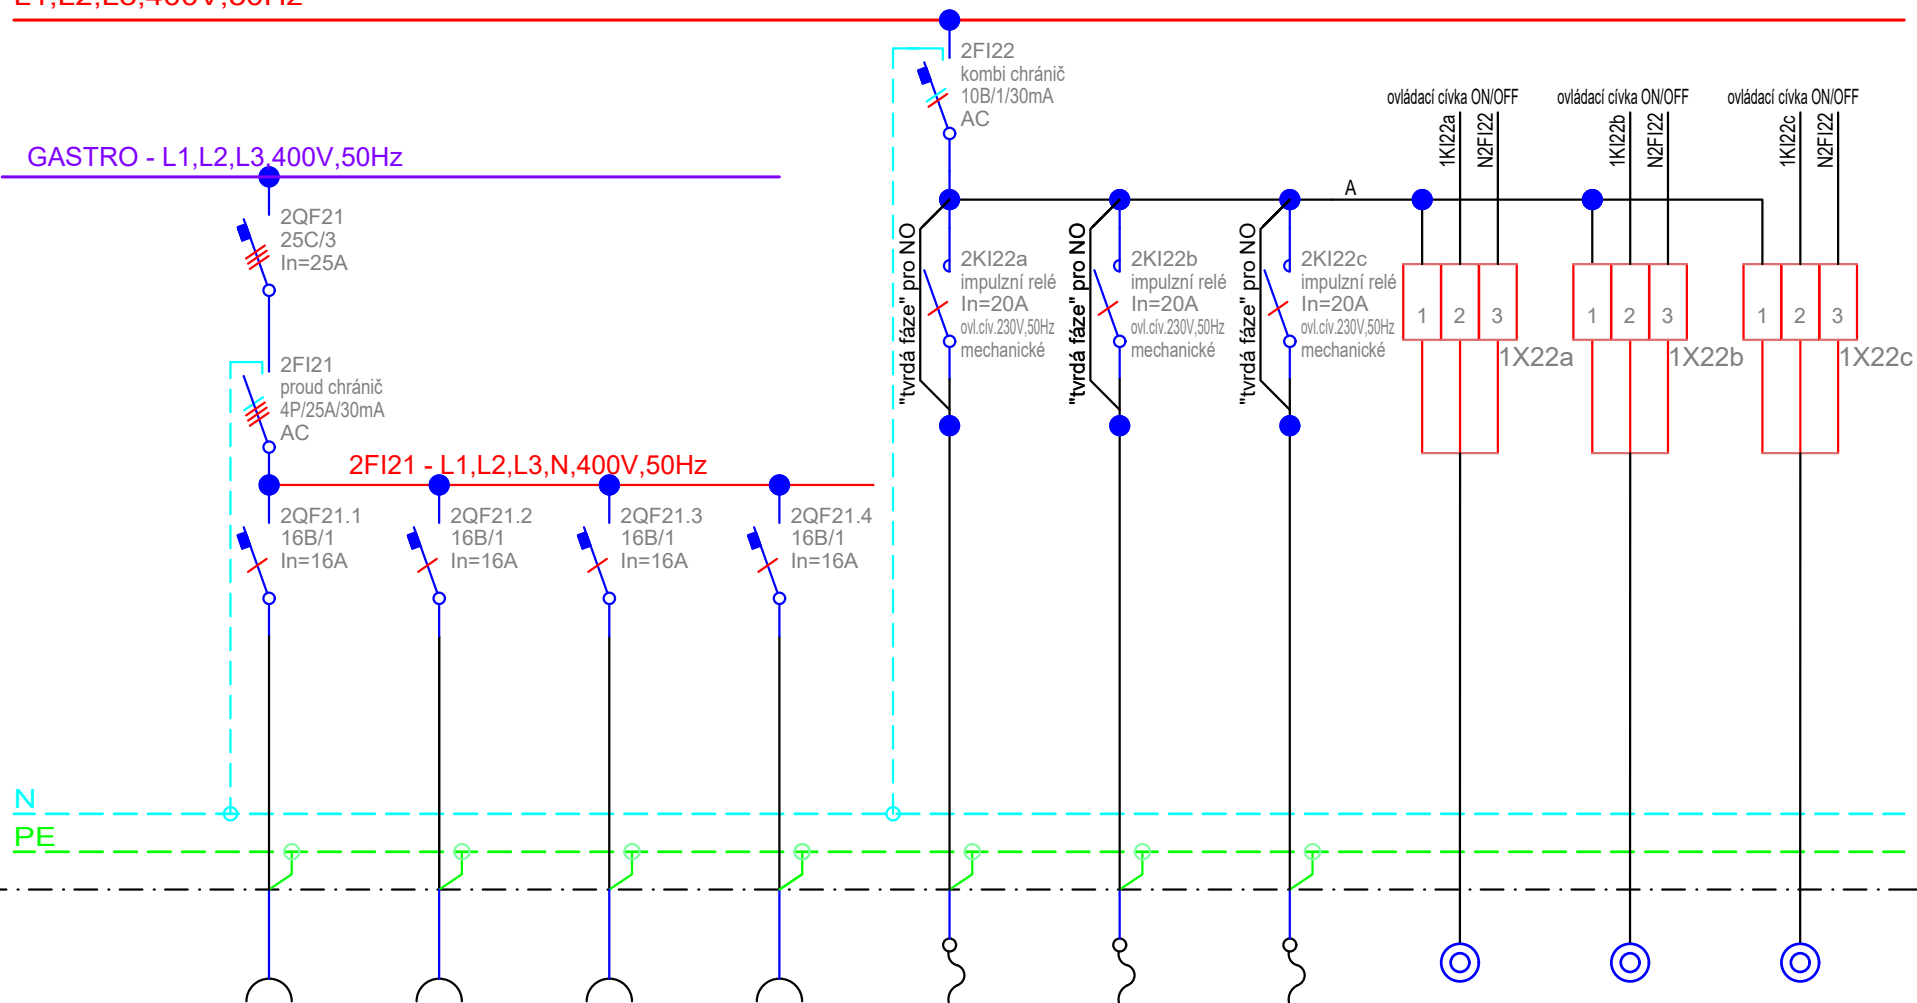 L1,L2,L3,400V,50Hz
2FI22
kombi chránič
10B/1/30mA
AC
ovládací cívka ON/OFF
1KI22a
N2FI22
ovládací cívka ON/OFF
1KI22b
N2FI22
ovládací cívka ON/OFF
1KI22c
N2FI22
GASTRO - L1,L2,L3,400V,50Hz
A
2QF21
25C/3
In=25A
"tvrdá fáze" pro NO
2KI22a
impulzní relé
In=20A
ovl.cív.230V,50Hz
mechanické
"tvrdá fáze" pro NO
2KI22b
impulzní relé
In=20A
ovl.cív.230V,50Hz
mechanické
"tvrdá fáze" pro NO
2KI22c
impulzní relé
In=20A
ovl.cív.230V,50Hz
mechanické
1 2 3
1X22a
1 2 3
1X22b
1 2 3
1X22c
2FI21
proud chránič
4P/25A/30mA
AC
2FI21 - L1,L2,L3,N,400V,50Hz
2QF21.1
16B/1
In=16A
2QF21.2
16B/1
In=16A
2QF21.3
16B/1
In=16A
2QF21.4
16B/1
In=16A
N
PE